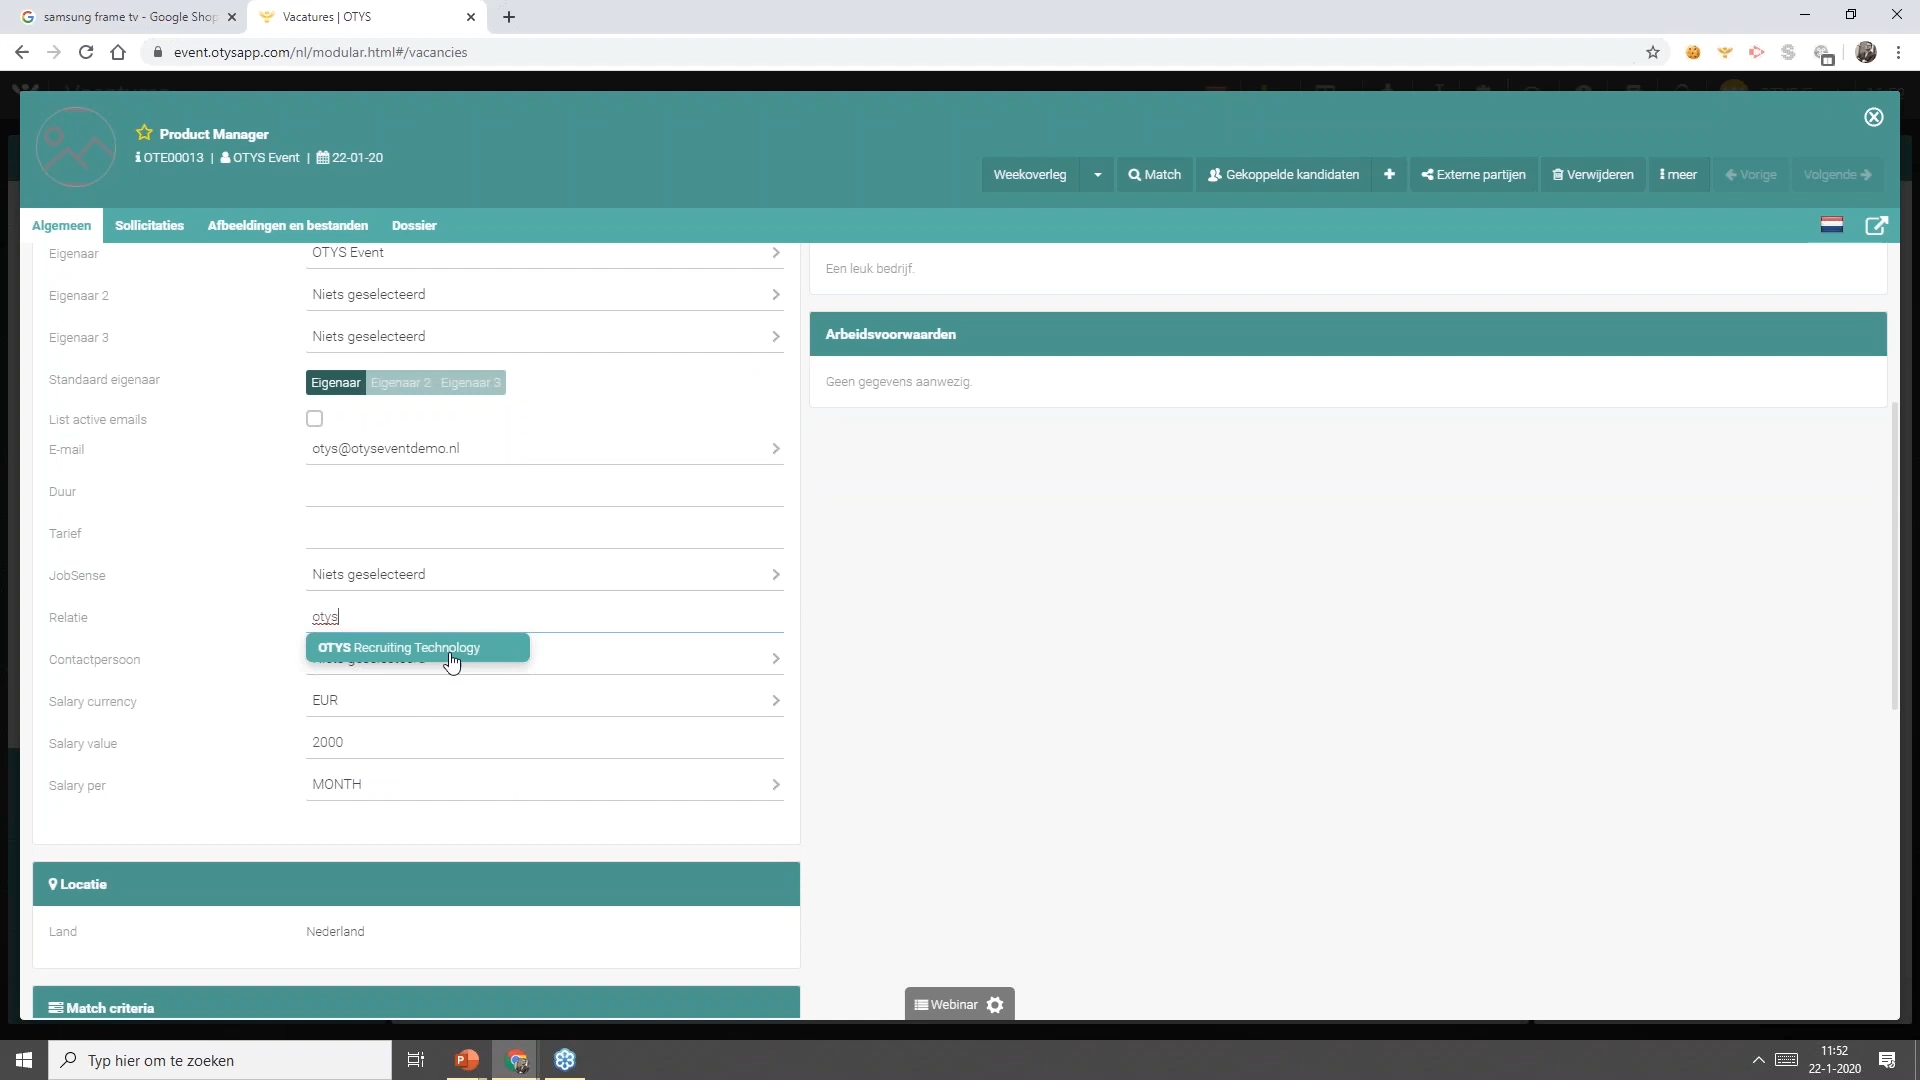 samsung frame tv - Google Shop
Vacatures | OTYS
event.otysapp.com/nl/modular.html#/vacancies
Product Manager
OTE00013 | OTYS Event | 22-01-20
Weekoverleg
Match
Gekoppelde kandidaten
Externe partijen
Verwijderen
meer
Vorige
Volgende
Algemeen
Sollicitaties
Afbeeldingen en bestanden
Dossier
Eigenaar
OTYS Event
Eigenaar 2
Niets geselecteerd
Eigenaar 3
Niets geselecteerd
Standaard eigenaar
Eigenaar Eigenaar 2 Eigenaar 3
List active emails
E-mail
otys@otyseventdemo.nl
Duur
Tarief
JobSense
Niets geselecteerd
Relatie
otys
OTYS Recruiting Technology
Contactpersoon
Salary currency
EUR
Salary value
2000
Salary per
MONTH
Locatie
Land
Nederland
Match criteria
Een leuk bedrijf.
Arbeidsvoorwaarden
Geen gegevens aanwezig.
Webinar
Typ hier om te zoeken
11:52
22-1-2020